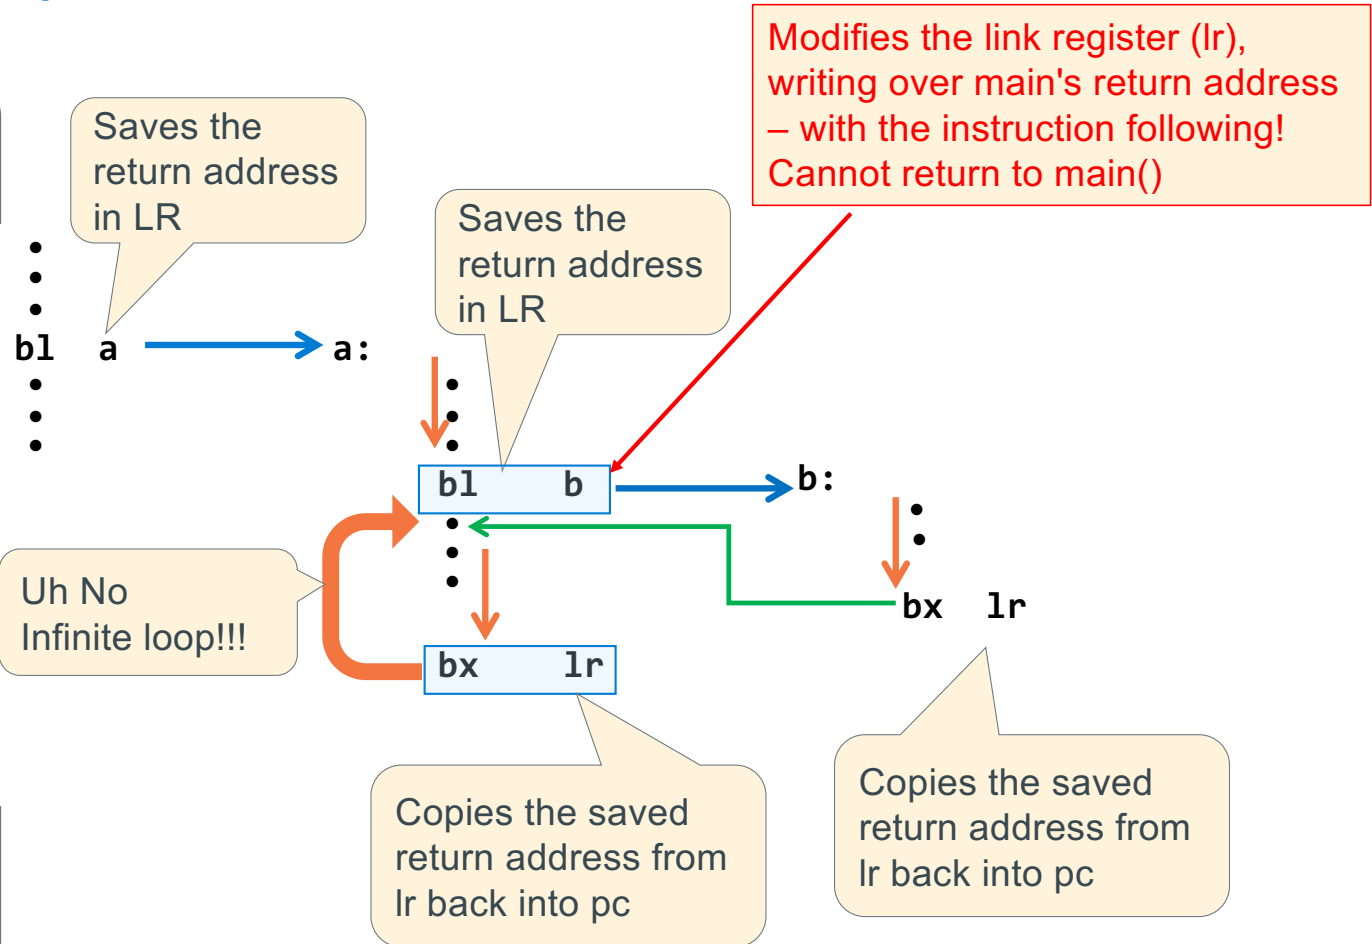 Modifies the link register (lr),
writing over main's return address
– with the instruction following!
Cannot return to main()
Saves the
return address
in LR
Saves the
return address
in LR
bl a
a:
bl b
b:
Uh No
Infinite loop!!!
bx lr
bx lr
Copies the saved
return address from
lr back into pc
Copies the saved
return address from
lr back into pc